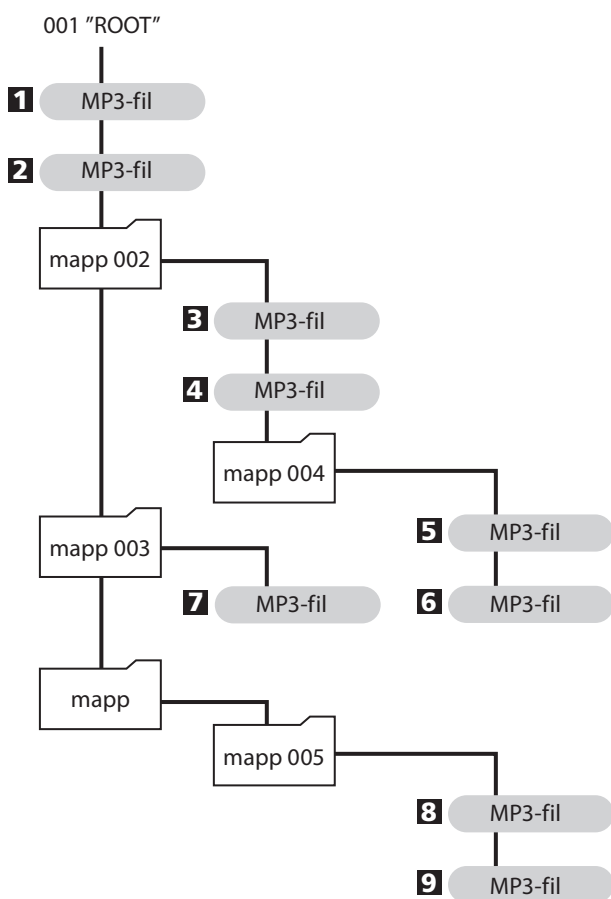 001 ”ROOT”
1 MP3-fil
2 MP3-fil
mapp 002
3 MP3-fil
4 MP3-fil
mapp 004
5 MP3-fil
mapp 003
7 MP3-fil
6 MP3-fil
mapp
mapp 005
8 MP3-fil
9 MP3-fil